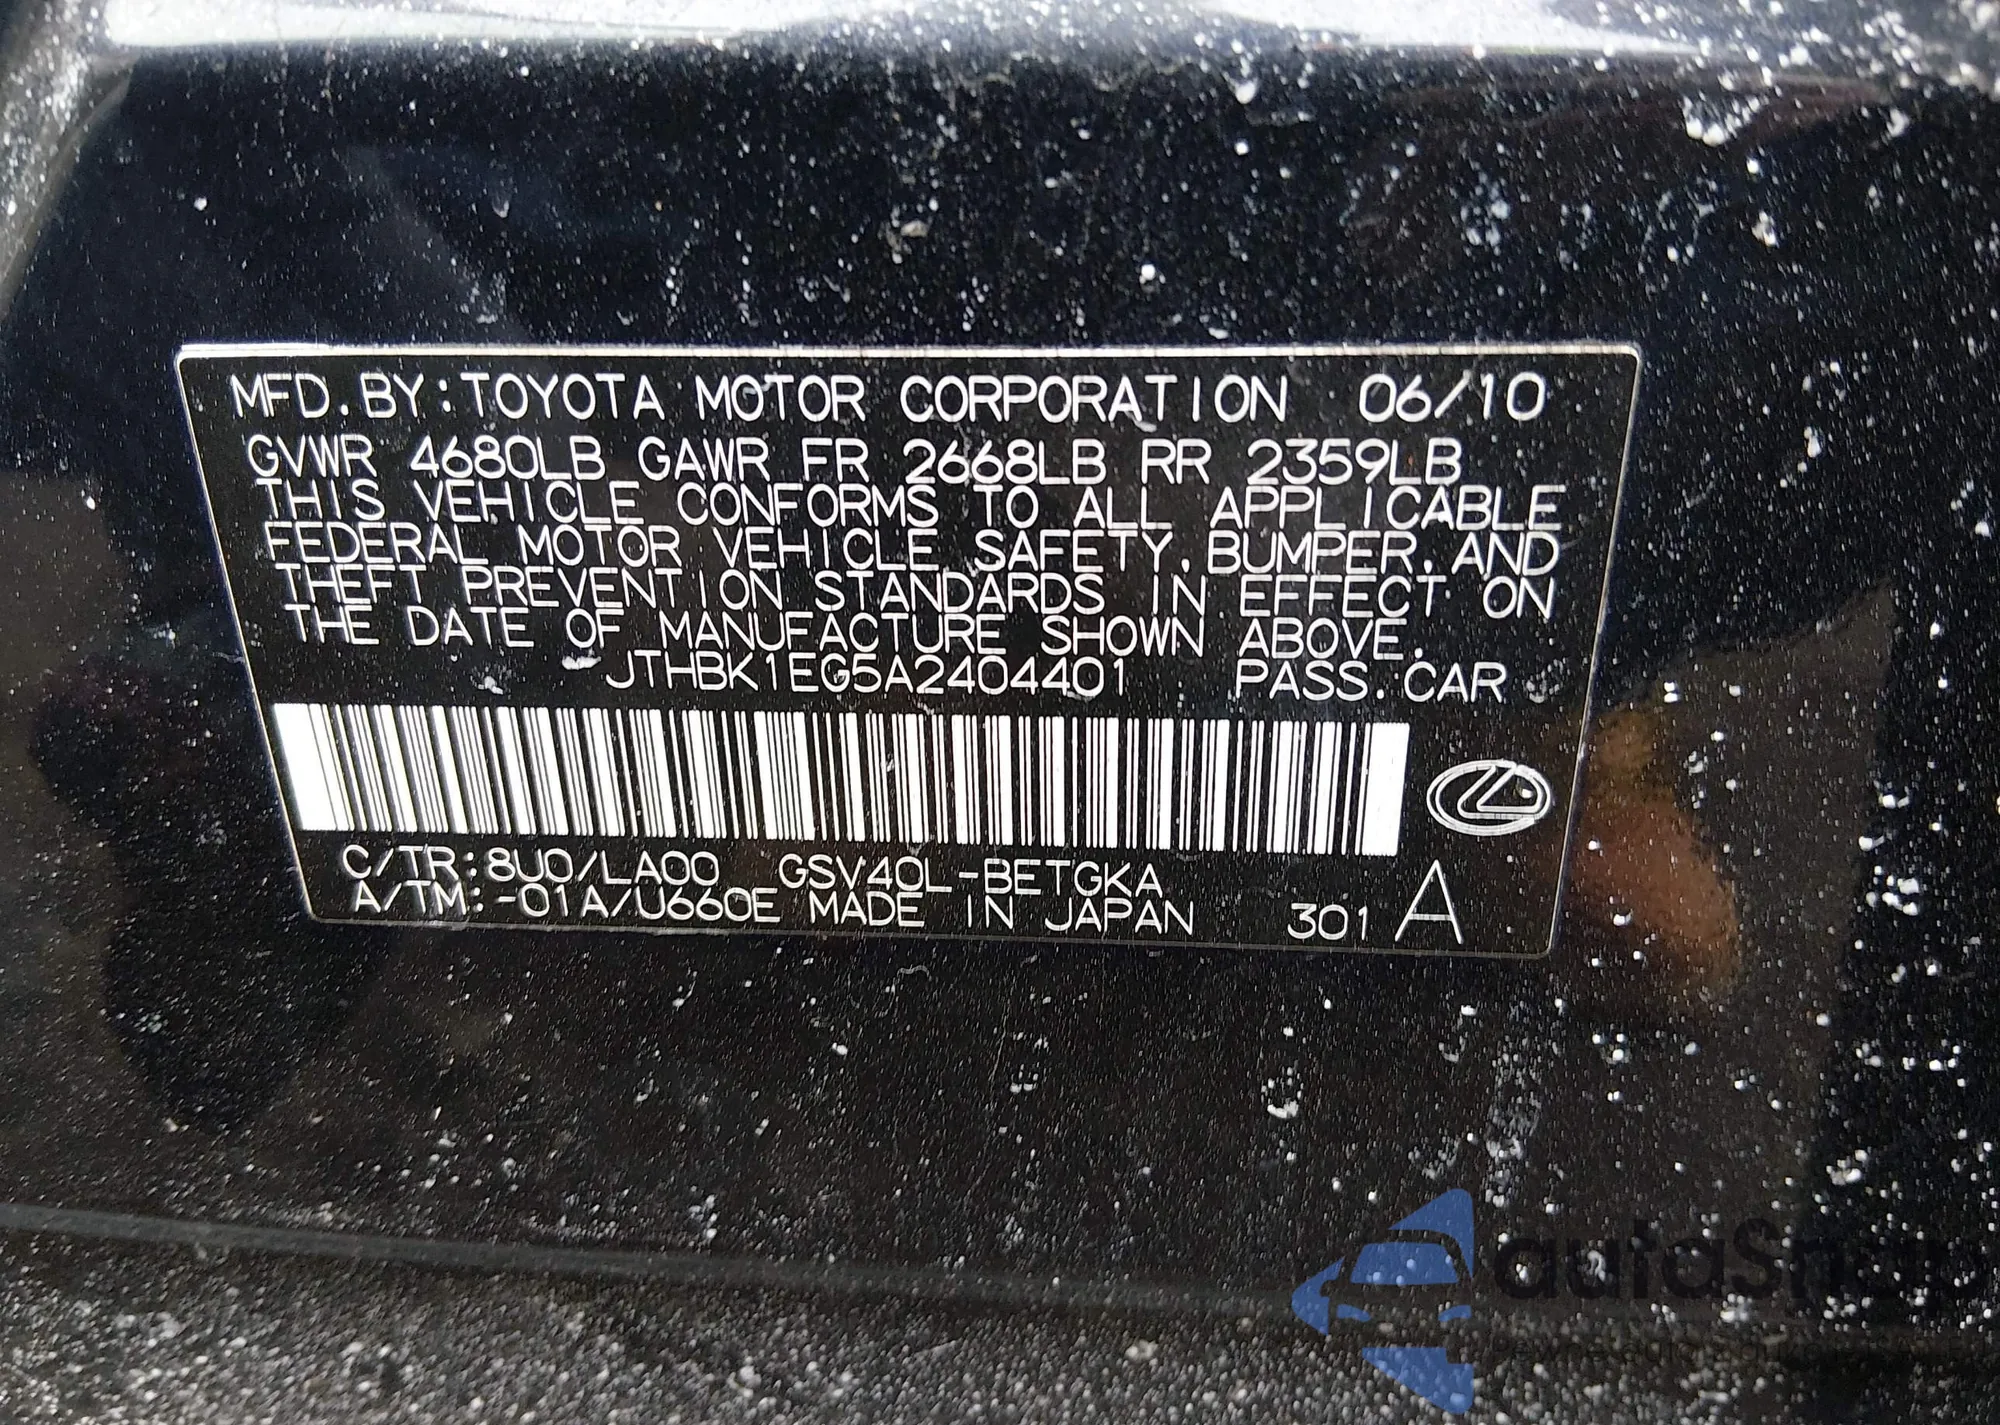 MFD. BY: TOYOTA MOTOR CORPORATION 06/10
GVWR 4680LB GAWR FR 2668LB RR 2359LB
THIS VEHICLE CONFORMS TO ALL APPLICABLE
FEDERAL MOTOR VEHICLE SAFETY, BUMPER, AND
THEFT PREVENTION STANDARDS IN EFFECT ON
THE DATE OF MANUFACTURE SHOWN ABOVE.
JTHBK1EG5A2404401 PASS. CAR
C/TR:8U0/LA00 GSV40L-BETGKA
A/TM:-01A/U660E MADE IN JAPAN 301 A
autoSnap